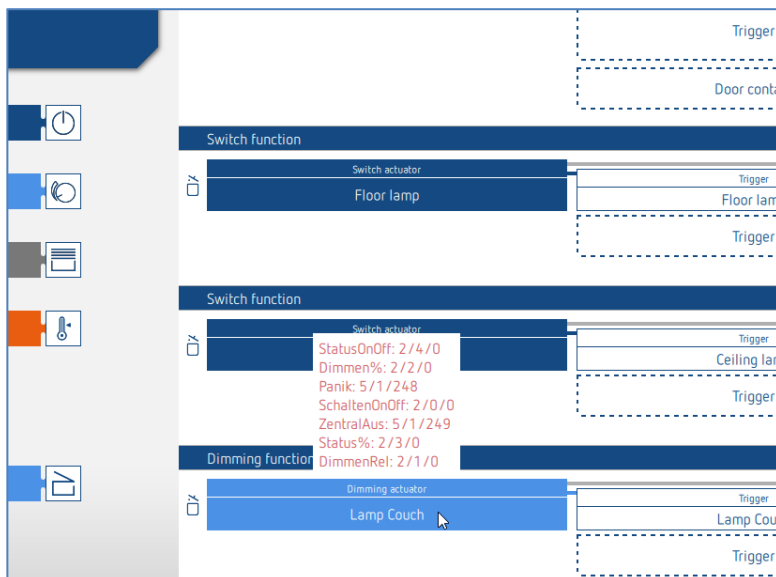 Trigger
Door conta
Switch function
Switch actuator
Floor lamp
Trigger
Floor lam
Trigger
Switch function
Switch actuator
Trigger
Ceiling lam
Trigger
StatusOnOff: 2/4/0
Dimmen%: 2/2/0
Panik: 5/1/248
SchaltenOnOff: 2/0/0
ZentralAus: 5/1/249
Status%: 2/3/0
DimmenRel: 2/1/0
Dimming function
Dimming actuator
Lamp Couch
Trigger
Lamp Cou
Trigger